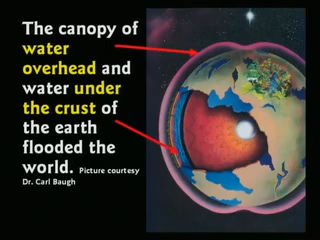 The canopy of
water
overhead and
water under
the crust of
the earth
flooded the
world. Picture courtesy
Dr. Carl Baugh